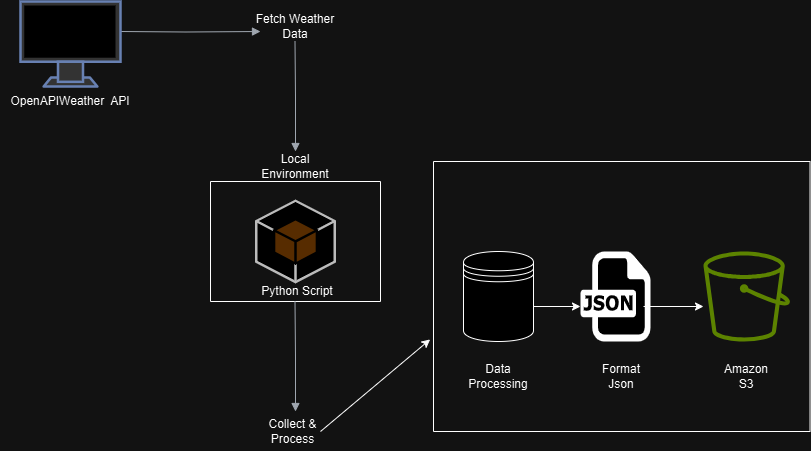 Fetch Weather
Data
OpenAPIWeather API
Local
Environment
Python Script
JSON
Data
Processing
Format
Json
Amazon
S3
Collect &
Process